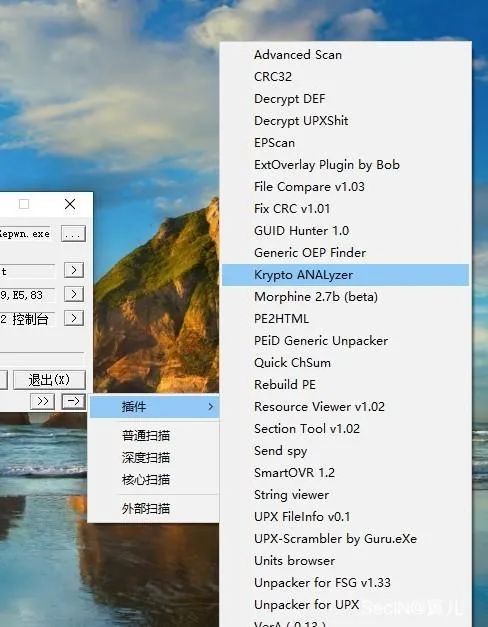 Advanced Scan
CRC32
Decrypt DEF
Decrypt UPXShit
EPScan
ExtOverlay Plugin by Bob
File Compare v1.03
Fix CRC v1.01
GUID Hunter 1.0
Generic OEP Finder
Krypto ANALyzer
Morphine 2.7b (beta)
PE2HTML
PEiD Generic Unpacker
Quick ChSum
Rebuild PE
Resource Viewer v1.02
Section Tool v1.02
Send spy
SmartOVR 1.2
String viewer
UPX FileInfo v0.1
UPX-Scrambler by Guru.eXe
Units browser
Unpacker for FSG v1.33
Unpacker for UPX
VerA ( 0.13 )
epwn.exe ...
t >
9,E5,83 >
2 控制台 >
退出(X)
>> ->
插件
普通扫描
深度扫描
核心扫描
外部扫描